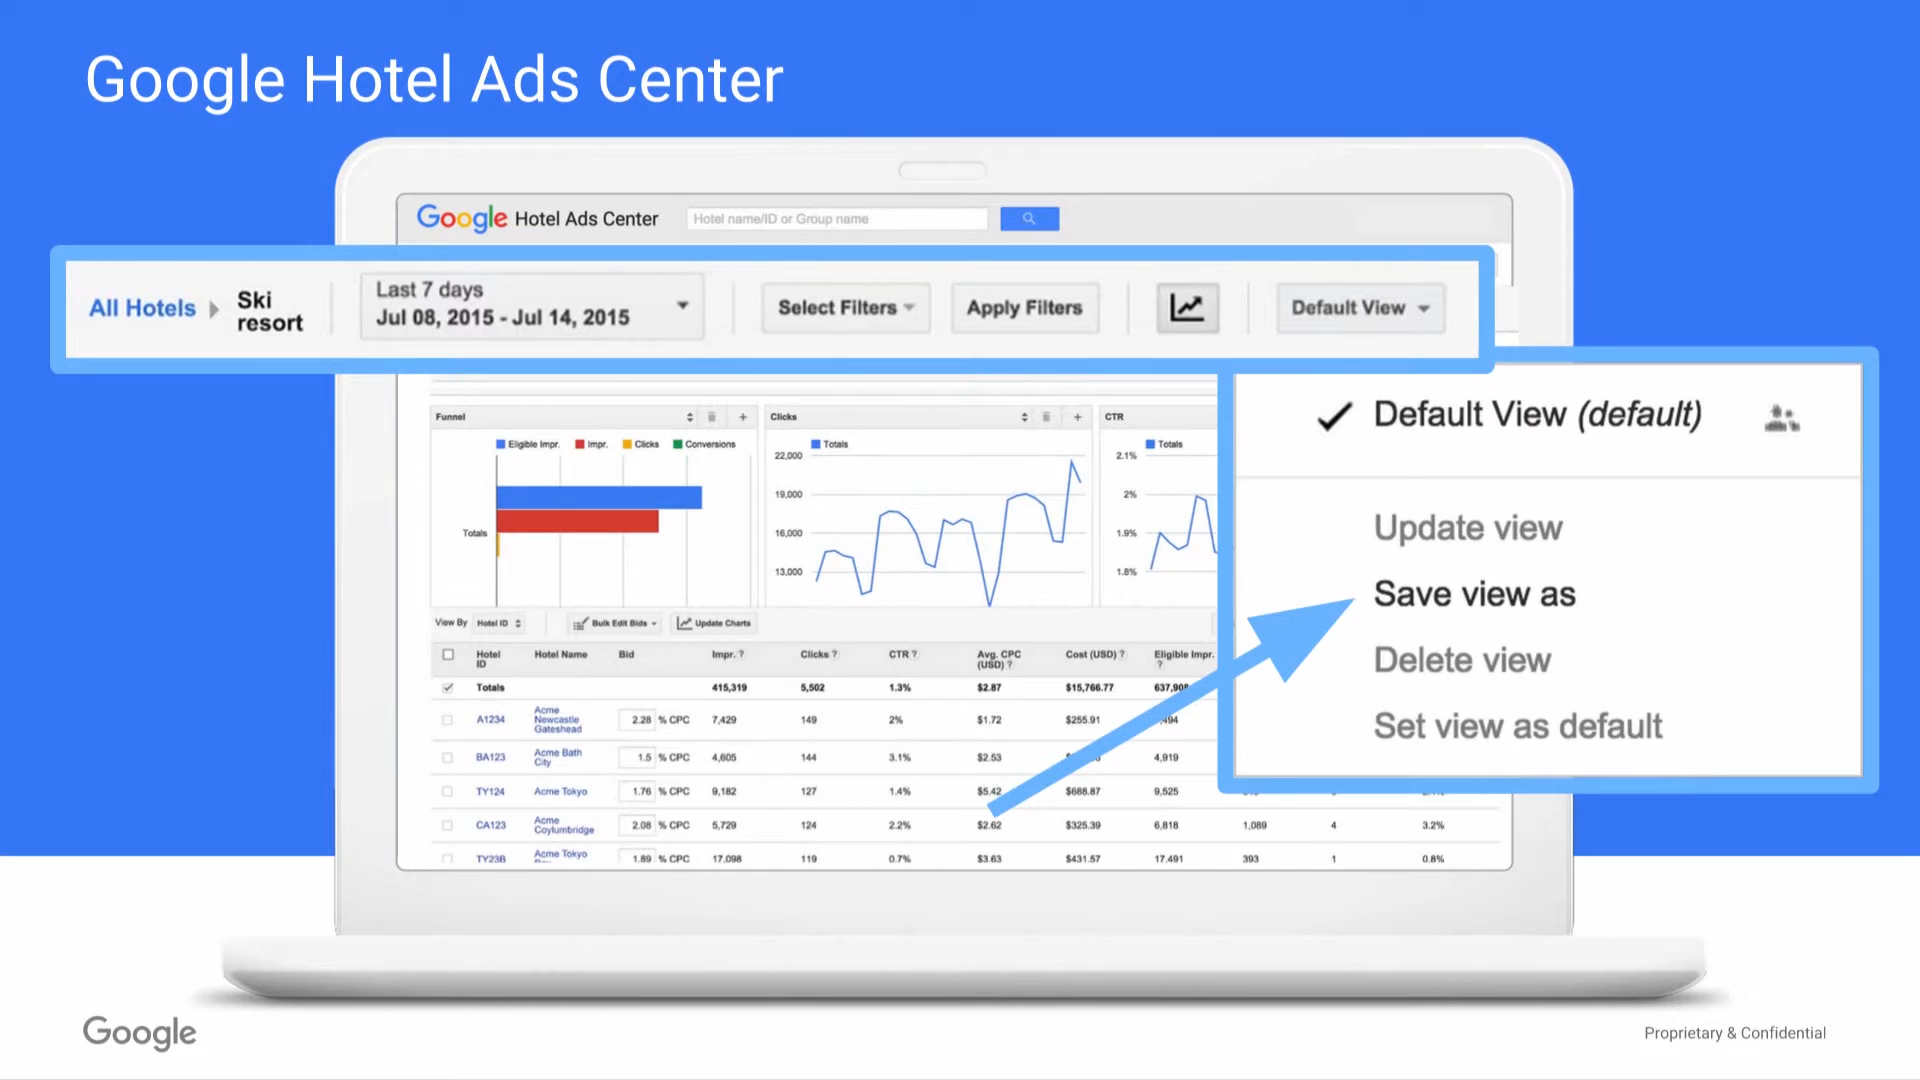 Google Hotel Ads Center
Google Hotel Ads Center
Hotel name/ID or Group name
All Hotels
Ski
resort
Last 7 days
Jul 08, 2015 - Jul 14, 2015
Select Filters
Apply Filters
Default View
Default View (default)
Update view
Save view as
Delete view
Set view as default
Funnel
Eligible Impr. Impr. Clicks Conversions
Totals
Clicks
Totals
22,000
19,000
16,000
13,000
CTR
Totals
2.1%
2%
1.9%
1.8%
View By Hotel ID Bulk Edit Bids Update Charts
Hotel ID Hotel Name Bid Impr. ? Clicks ? CTR ? Avg. CPC (USD) ? Cost (USD) ? Eligible Impr. ?
Totals 415,319 5,502 1.3% $2.87 $15,766.77 637,908
A1234 Acme Newcastle Gateshead 2.28 % CPC 7,429 149 2% $1.72 $255.91
BA123 Acme Bath City 1.5 % CPC 4,605 144 3.1% $2.53 4,919
TY124 Acme Tokyo 1.76 % CPC 9,182 127 1.4% $5.42 $688.87 9,525
CA123 Acme Coylumbridge 2.08 % CPC 5,729 124 2.2% $2.62 $325.39 6,818 1,089 4 3.2%
TY23B Acme Tokyo 1.89 % CPC 17,098 119 0.7% $3.63 $431.57 17,491 393 1 0.8%
Google
Proprietary & Confidential